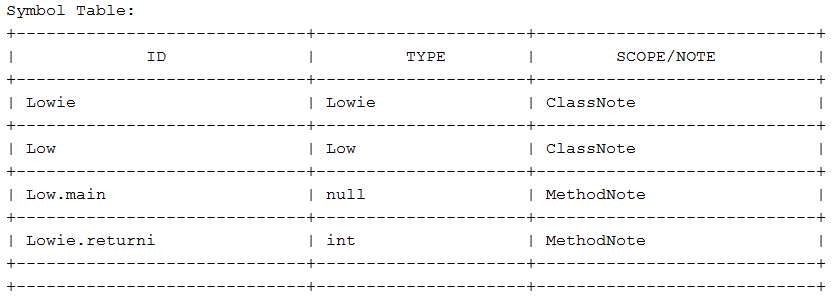 Symbol Table:
+-----------------------------+---------------------+----------------------------+
| ID | TYPE | SCOPE/NOTE |
+-----------------------------+---------------------+----------------------------+
| Lowie | Lowie | ClassNote |
+-----------------------------+---------------------+----------------------------+
| Low | Low | ClassNote |
+-----------------------------+---------------------+----------------------------+
| Low.main | null | MethodNote |
+-----------------------------+---------------------+----------------------------+
| Lowie.returni | int | MethodNote |
+-----------------------------+---------------------+----------------------------+
+-----------------------------+---------------------+----------------------------+